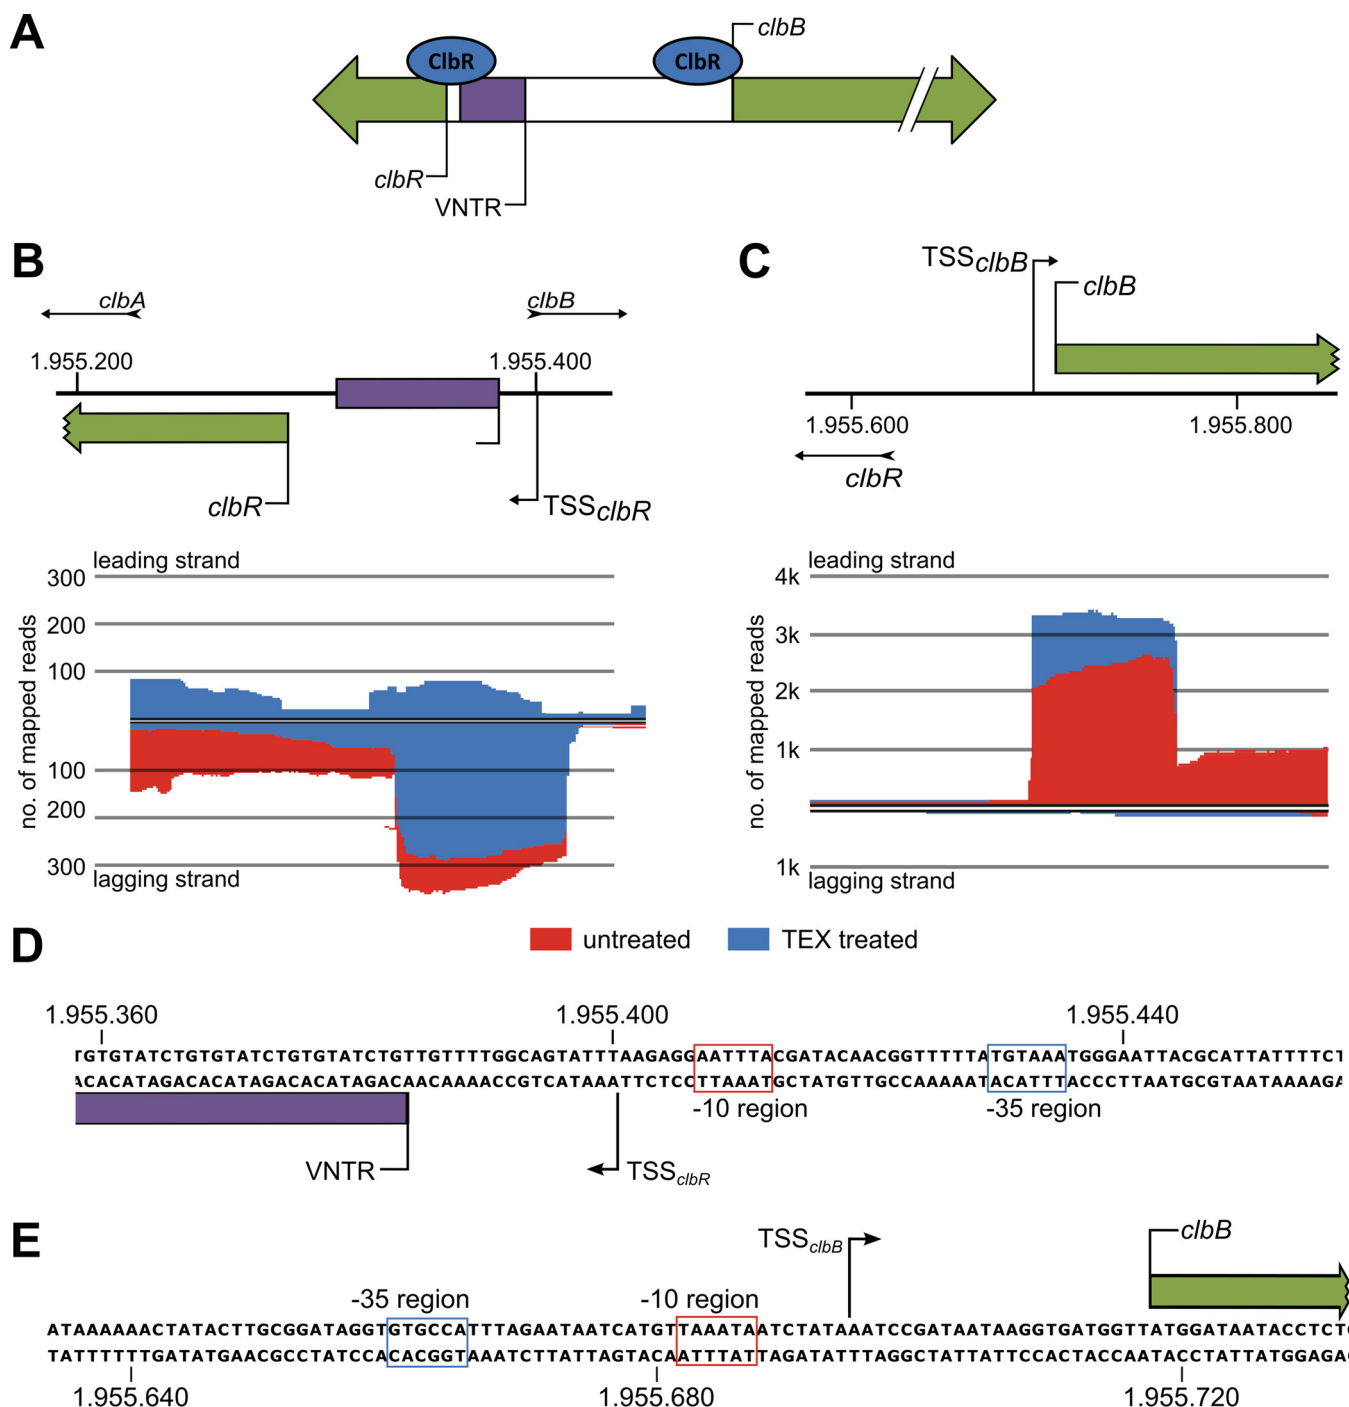 A
ClbR
ClbR
clbB
clbR
VNTR
B
clbA
clbB
1.955.200
1.955.400
clbR
TSSclbR
leading strand
300
200
100
100
200
300
lagging strand
no. of mapped reads
C
TSSclbB
clbB
1.955.600
1.955.800
clbR
leading strand
4k
3k
2k
1k
1k
lagging strand
no. of mapped reads
untreated
TEX treated
D
1.955.360
1.955.400
1.955.440
TGTGTATCTGTGTATCTGTGTATCTGTTGTTTTGGCAGTATTTAAGAGGAATTTACGATACAACGGTTTTTATGTAAATGGGAATTACGCATTATTTTCT
ACACATAGACACATAGACACATAGACAACAAAACCGTCATAAATTCTCCTTAAATGCTATGTTGCCAAAAATACATTTACCCTTAATGCGTAATAAAAGA
-10 region
-35 region
VNTR
TSSclbR
E
TSSclbB
clbB
-35 region
-10 region
ATAAAAAACTATACTTGCGGATAGGTGTGCCATTTAGAATAATCATGTTAAATAATCTATAAATCCGATAATAAGGTGATGGTTATGGATAATACCTCT
TATTTTTTGATATGAACGCCTATCCACACGGTAAATCTTATTAGTACAATTTATTAGATATTTAGGCTATTATTCCACTACCAATACCTATTATGGAGA
1.955.640
1.955.680
1.955.720